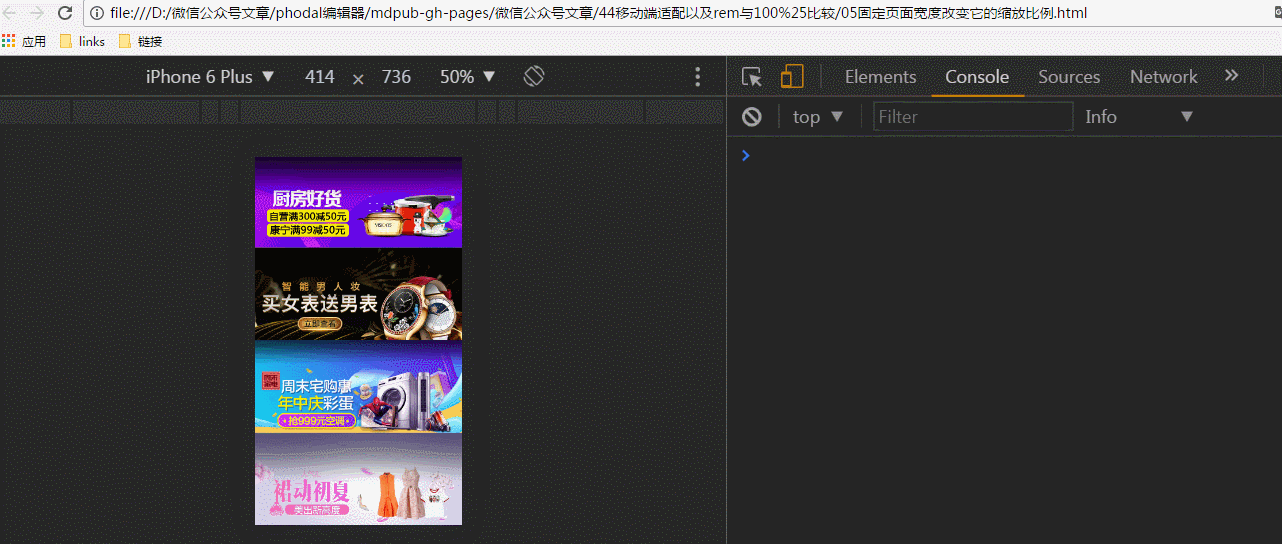 file:///D:/微信公众号文章/phodal编辑器/mdpub-gh-pages/微信公众号文章/44移动端适配以及rem与100%25比较/05固定页面宽度改变它的缩放比例.html
应用 links 链接
iPhone 6 Plus ▼ 414 × 736 50% ▼
Elements Console Sources Network »
top ▼ Filter Info ▼
厨房好货
自营满300减50元
康宁满99减50元
智能男人妆
买女表送男表
立即查看
周末宅购惠
年中庆彩蛋
抢999元空调
裙动初夏
美出新高度